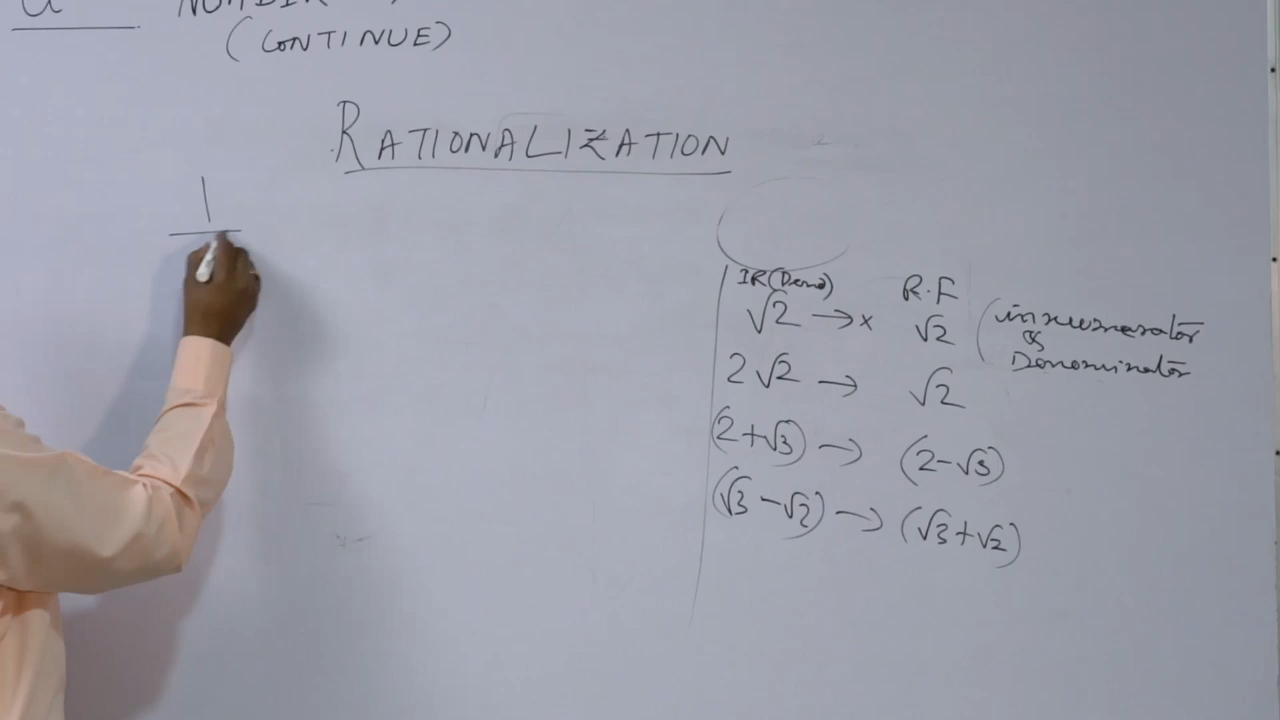 (CONTINUE)
RATIONALIZATION
1
IR(Deno) R.F
√2 → × √2 (in numerator
or
Denominator
2√2 → √2
(2+√3) → (2-√3)
(√3-√2) → (√3+√2)